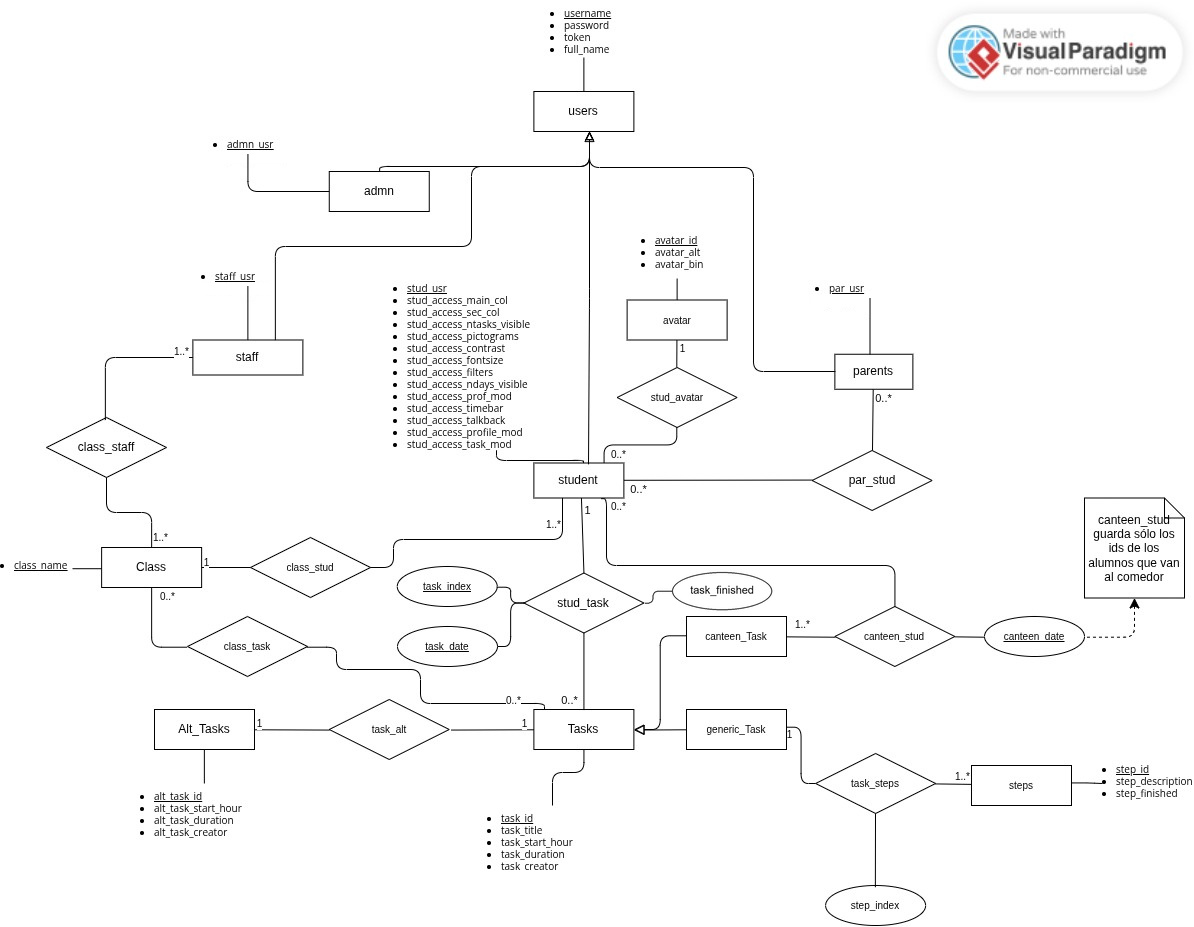 username
password
token
full_name
Made with
Visual Paradigm
For non-commercial use
users
admn_usr
admn
avatar_id
avatar_alt
avatar_bin
staff_usr
stud_usr
stud_access_main_col
stud_access_sec_col
stud_access_ntasks_visible
stud_access_pictograms
stud_access_contrast
stud_access_fontsize
stud_access_filters
stud_access_ndays_visible
stud_access_prof_mod
stud_access_timebar
stud_access_talkback
stud_access_profile_mod
stud_access_task_mod
par_usr
avatar
1
staff
1..*
parents
0..*
stud_avatar
class_staff
0..*
student
0..*
par_stud
1..*
1
0..*
canteen_stud
guarda sólo los
ids de los
alumnos que van
al comedor
1..*
class_name
Class
1
class_stud
0..*
task_index
stud_task
task_finished
task_date
class_task
canteen_Task
1..*
canteen_stud
canteen_date
0..*
0..*
Alt_Tasks
1
task_alt
1
Tasks
generic_Task
1
task_steps
1..*
steps
step_id
step_description
step_finished
alt_task_id
alt_task_start_hour
alt_task_duration
alt_task_creator
task_id
task_title
task_start_hour
task_duration
task_creator
step_index